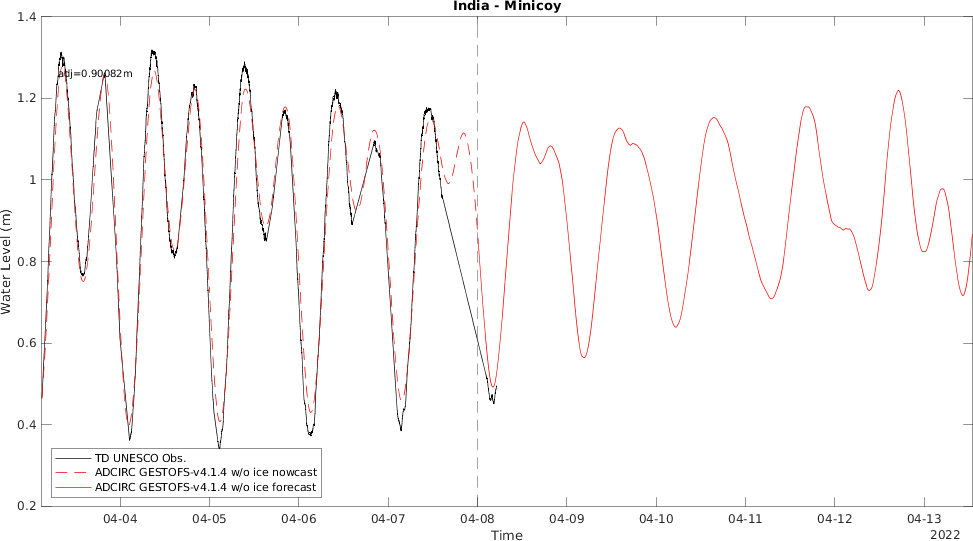 India - Minicoy
1.4
1.2
1
0.8
0.6
0.4
0.2
Water Level (m)
adj=0.90082m
TD UNESCO Obs.
ADCIRC GESTOFS-v4.1.4 w/o ice nowcast
ADCIRC GESTOFS-v4.1.4 w/o ice forecast
04-04 04-05 04-06 04-07 04-08 04-09 04-10 04-11 04-12 04-13
Time
2022